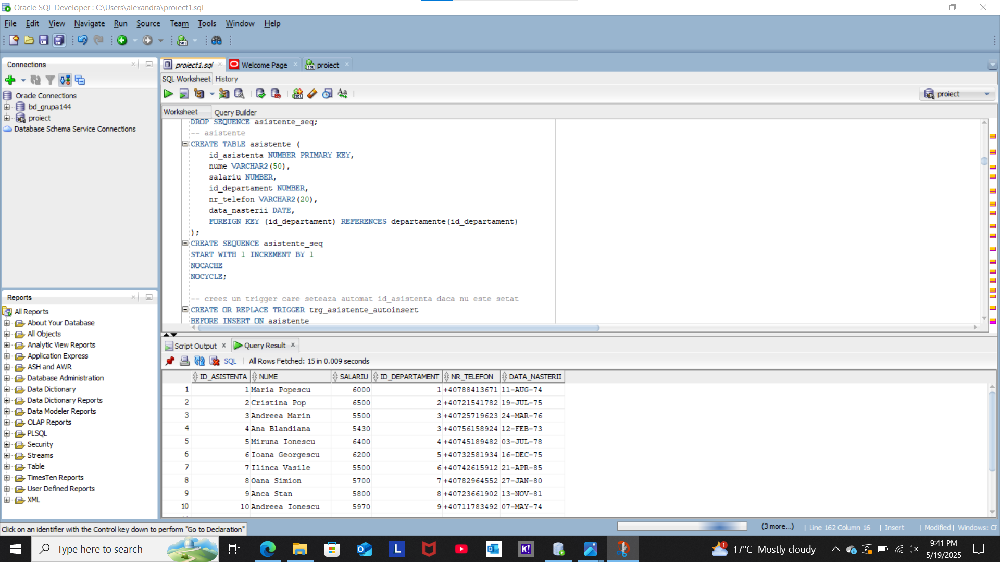 Oracle SQL Developer : C:\Users\alexandra\proiect1.sql
File Edit View Navigate Run Source Team Tools Window Help
Connections
Oracle Connections
bd_grupa144
proiect
Database Schema Service Connections
Reports
All Reports
About Your Database
All Objects
Analytic View Reports
Application Express
ASH and AWR
Database Administration
Data Dictionary
Data Dictionary Reports
Data Modeler Reports
OLAP Reports
PLSQL
Security
Streams
Table
TimesTen Reports
User Defined Reports
XML
proiect1.sql Welcome Page proiect
SQL Worksheet History
proiect
Worksheet Query Builder
DROP SEQUENCE asistente_seq;
-- asistente
CREATE TABLE asistente (
id_asistenta NUMBER PRIMARY KEY,
nume VARCHAR2(50),
salariu NUMBER,
id_departament NUMBER,
nr_telefon VARCHAR2(20),
data_nasterii DATE,
FOREIGN KEY (id_departament) REFERENCES departamente(id_departament)
);
CREATE SEQUENCE asistente_seq
START WITH 1 INCREMENT BY 1
NOCACHE
NOCYCLE;
-- creez un trigger care seteaza automat id_asistenta daca nu este setat
CREATE OR REPLACE TRIGGER trg_asistente_autoinsert
BEFORE INSERT ON asistente
Script Output Query Result
SQL | All Rows Fetched: 15 in 0.009 seconds
ID_ASISTENTA NUME SALARIU ID_DEPARTAMENT NR_TELEFON DATA_NASTERII
1 1 Maria Popescu 6000 1 +40788413671 11-AUG-74
2 2 Cristina Pop 6500 2 +40721541782 19-JUL-75
3 3 Andreea Marin 5500 3 +40725719623 24-MAR-76
4 4 Ana Blandiana 5430 3 +40756158924 12-FEB-73
5 5 Miruna Ionescu 6400 4 +40745189482 03-JUL-78
6 6 Ioana Georgescu 6200 5 +40732581934 16-DEC-75
7 7 Ilinca Vasile 5500 6 +40742615912 21-APR-85
8 8 Oana Simion 5700 7 +40782964552 27-JAN-80
9 9 Anca Stan 5800 8 +40723661902 13-NOV-81
10 10 Andreea Ionescu 5970 9 +40711783492 07-MAY-74
Click on an identifier with the Control key down to perform "Go to Declaration"
(3 more...) | Line 162 Column 16 | Insert | Modified | Windows: CF
Type here to search
17°C Mostly cloudy
9:41 PM
5/19/2025